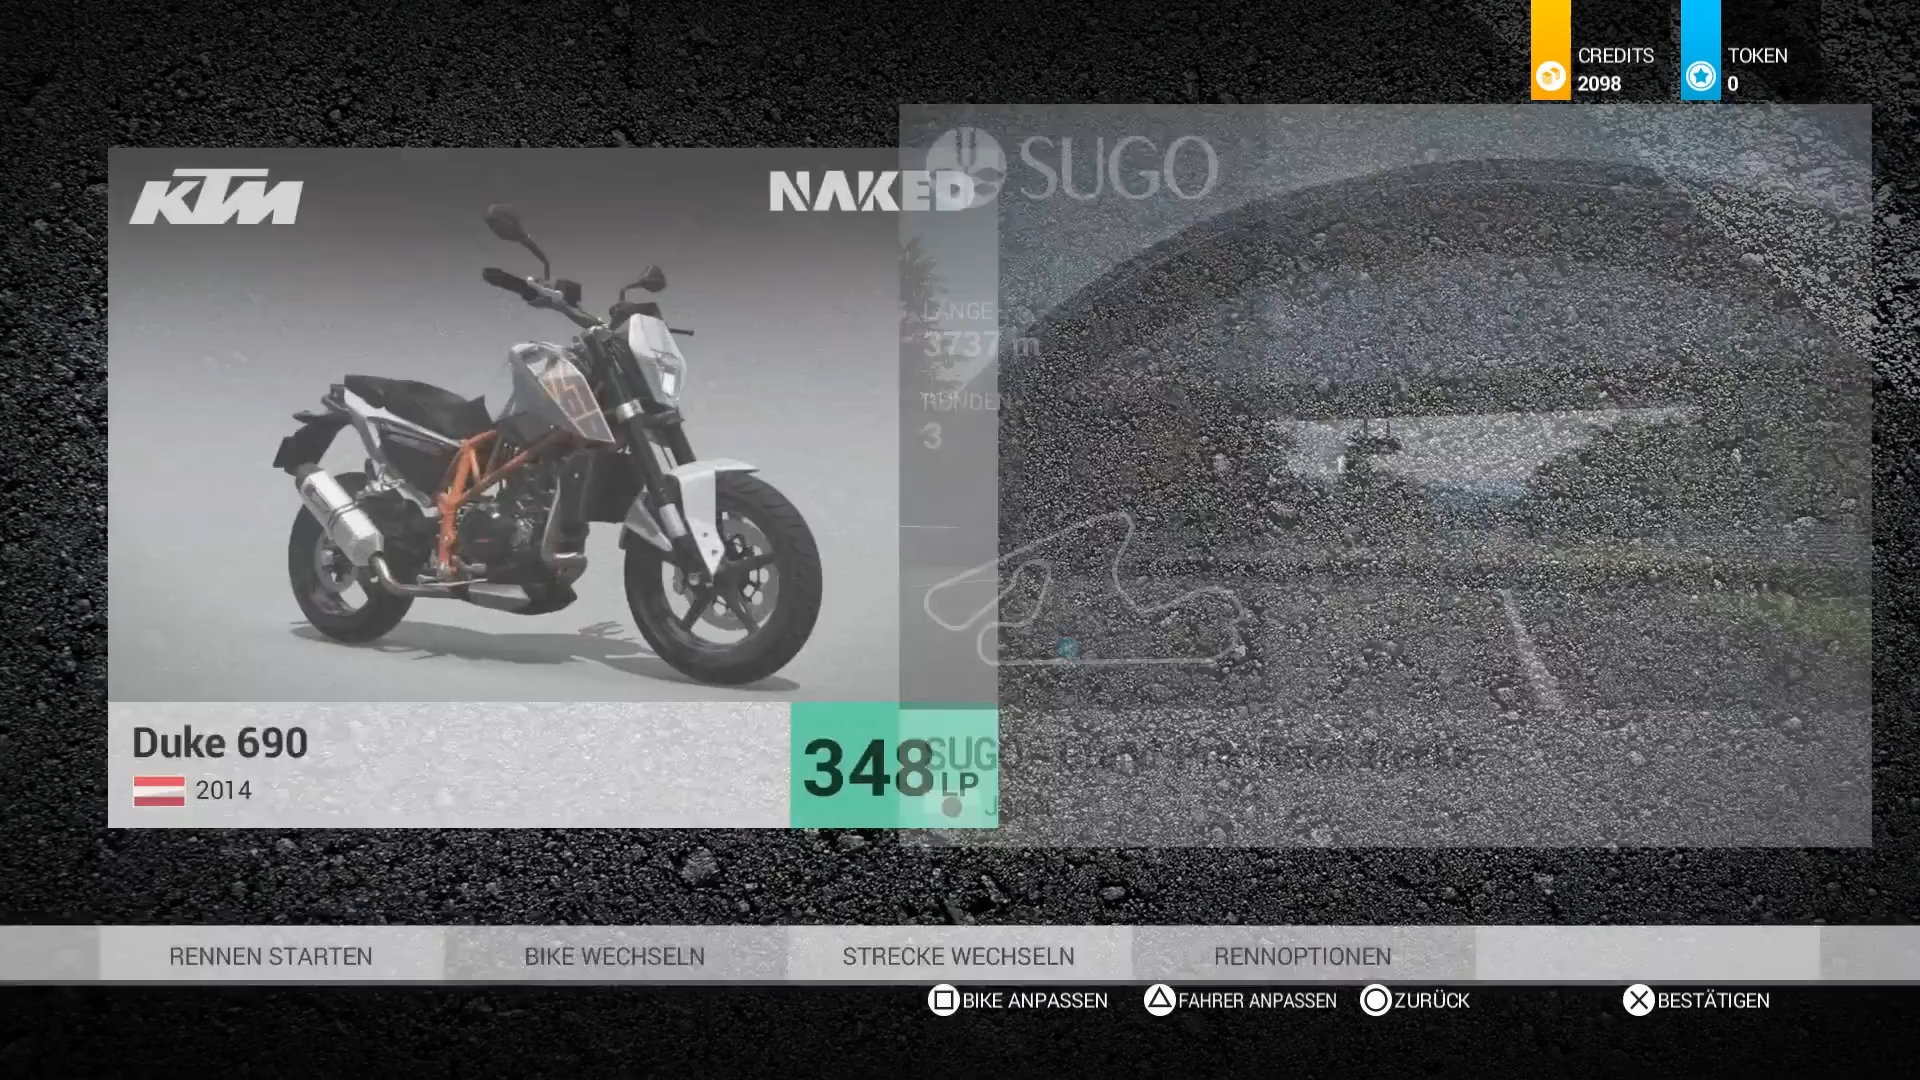 CREDITS
2098
TOKEN
0
KTM
NAKED
SUGO
LÄNGE
3737 m
RUNDEN
3
Duke 690
2014
348 LP
RENNEN STARTEN
BIKE WECHSELN
STRECKE WECHSELN
RENNOPTIONEN
BIKE ANPASSEN
FAHRER ANPASSEN
ZURÜCK
BESTÄTIGEN